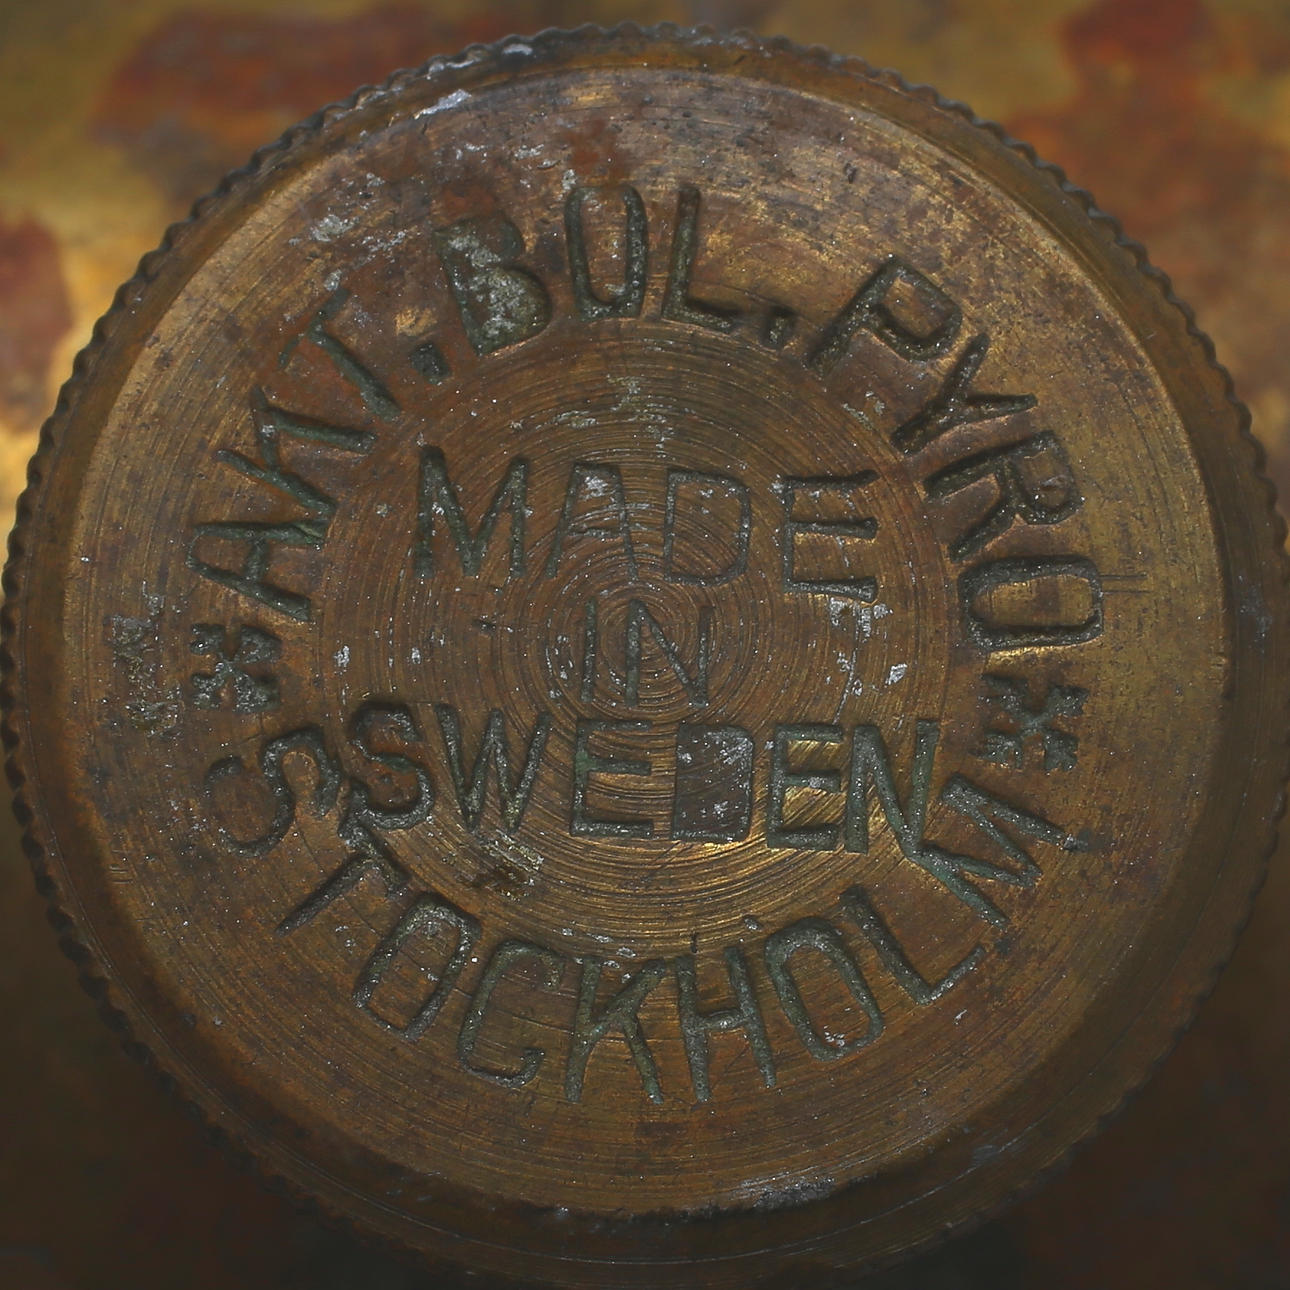 *AKT. BOL. PYRO*
MADE
IN
SWEDEN
STOCKHOLM